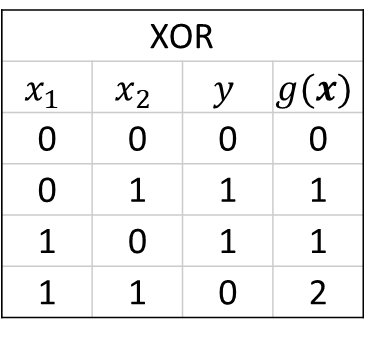 XOR
x₁ x₂ y g(x)
0 0 0 0
0 1 1 1
1 0 1 1
1 1 0 2